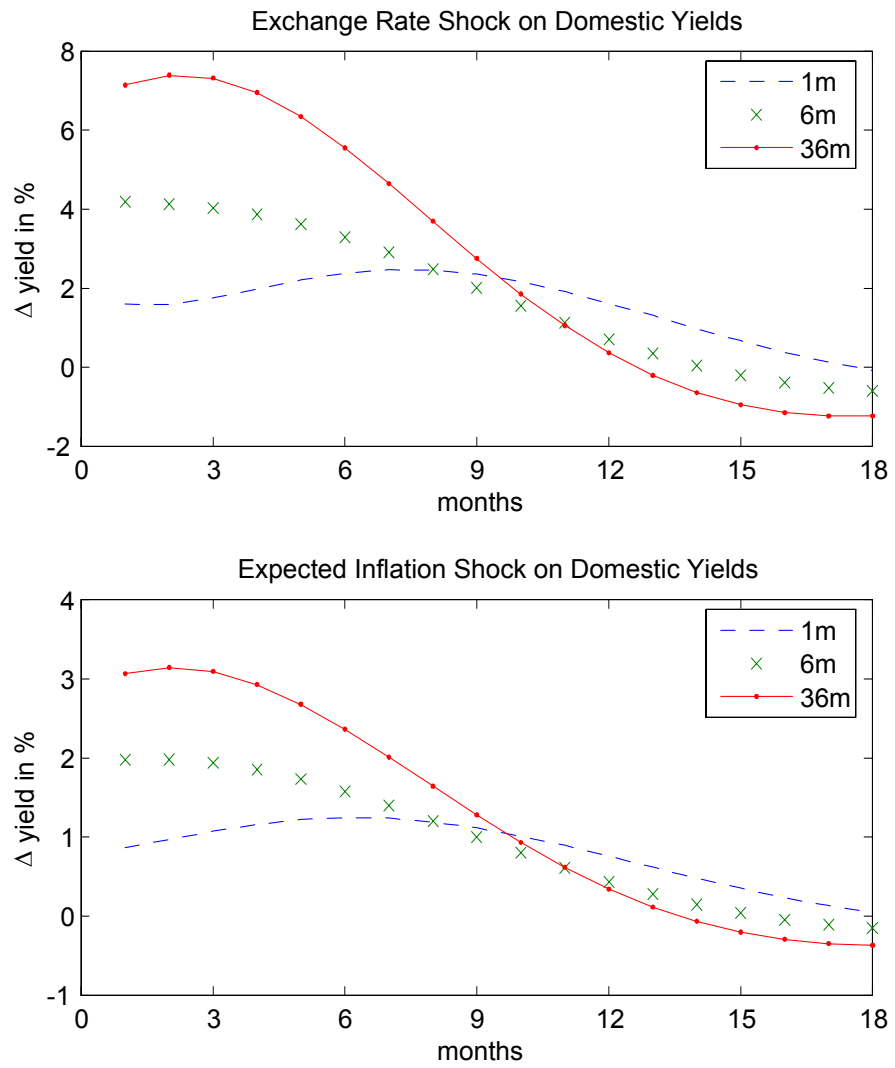 Exchange Rate Shock on Domestic Yields
8
6
4
2
0
-2
Δ yield in %
1m
6m
36m
0 3 6 9 12 15 18
months
Expected Inflation Shock on Domestic Yields
4
3
2
1
0
-1
Δ yield in %
1m
6m
36m
0 3 6 9 12 15 18
months